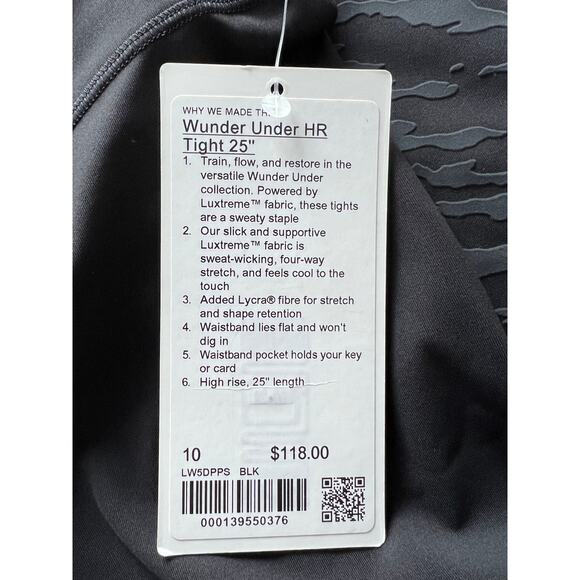 WHY WE MADE TH
Wunder Under HR
Tight 25"
1. Train, flow, and restore in the
versatile Wunder Under
collection. Powered by
Luxtreme™ fabric, these tights
are a sweaty staple
2. Our slick and supportive
Luxtreme™ fabric is
sweat-wicking, four-way
stretch, and feels cool to the
touch
3. Added Lycra® fibre for stretch
and shape retention
4. Waistband lies flat and won't
dig in
5. Waistband pocket holds your key
or card
6. High rise, 25" length
10 $118.00
LW5DPPS BLK
000139550376